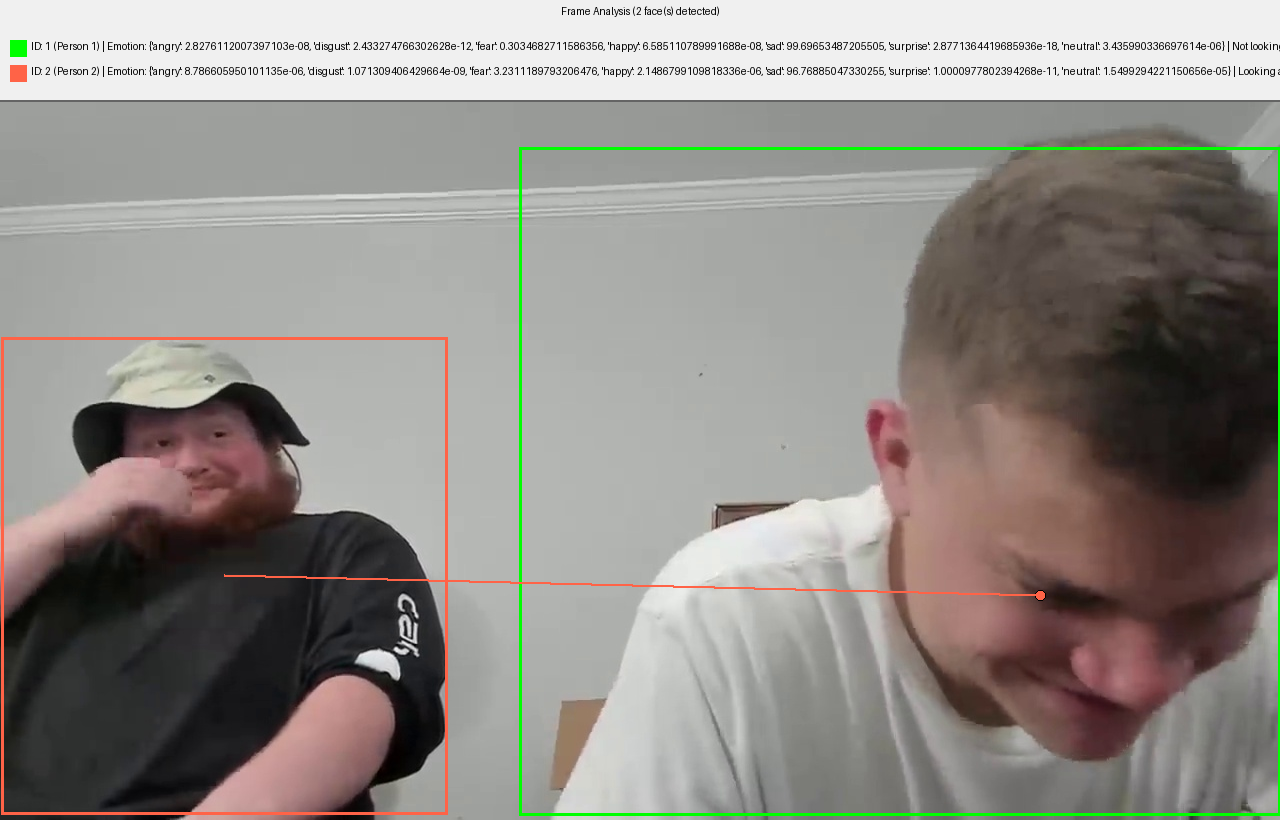 Frame Analysis (2 face(s) detected)
ID: 1 (Person 1) | Emotion: {'angry': 2.8276112007397103e-08, 'disgust': 2.433274766302628e-12, 'fear': 0.3034682711586356, 'happy': 6.585110789991688e-08, 'sad': 99.69653487205505, 'surprise': 2.8771364419685936e-18, 'neutral': 3.435990336697614e-06} | Not looking
ID: 2 (Person 2) | Emotion: {'angry': 8.786605950101135e-06, 'disgust': 1.071309406429664e-09, 'fear': 3.2311189793206476, 'happy': 2.1486799109818336e-06, 'sad': 96.76885047330255, 'surprise': 1.0000977802394268e-11, 'neutral': 1.5499294221150656e-05} | Looking a